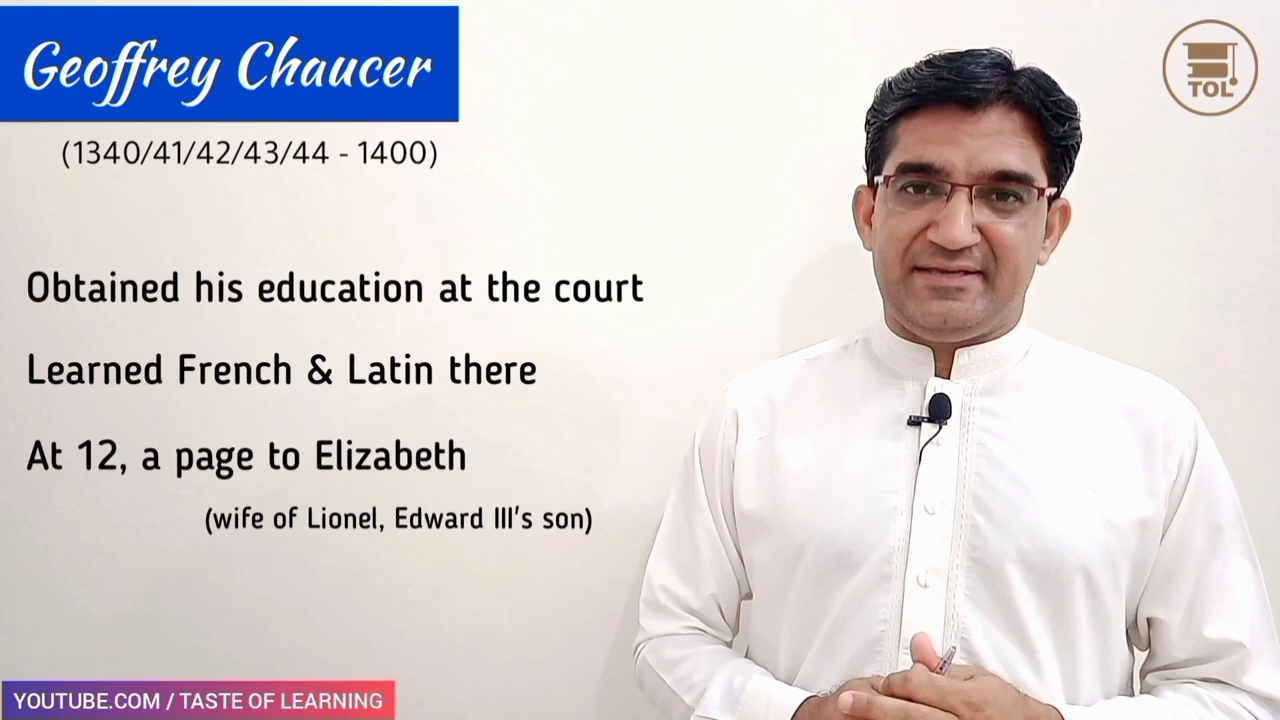 Geoffrey Chaucer
TOL
(1340/41/42/43/44 - 1400)
Obtained his education at the court
Learned French & Latin there
At 12, a page to Elizabeth
(wife of Lionel, Edward III's son)
YOUTUBE.COM / TASTE OF LEARNING